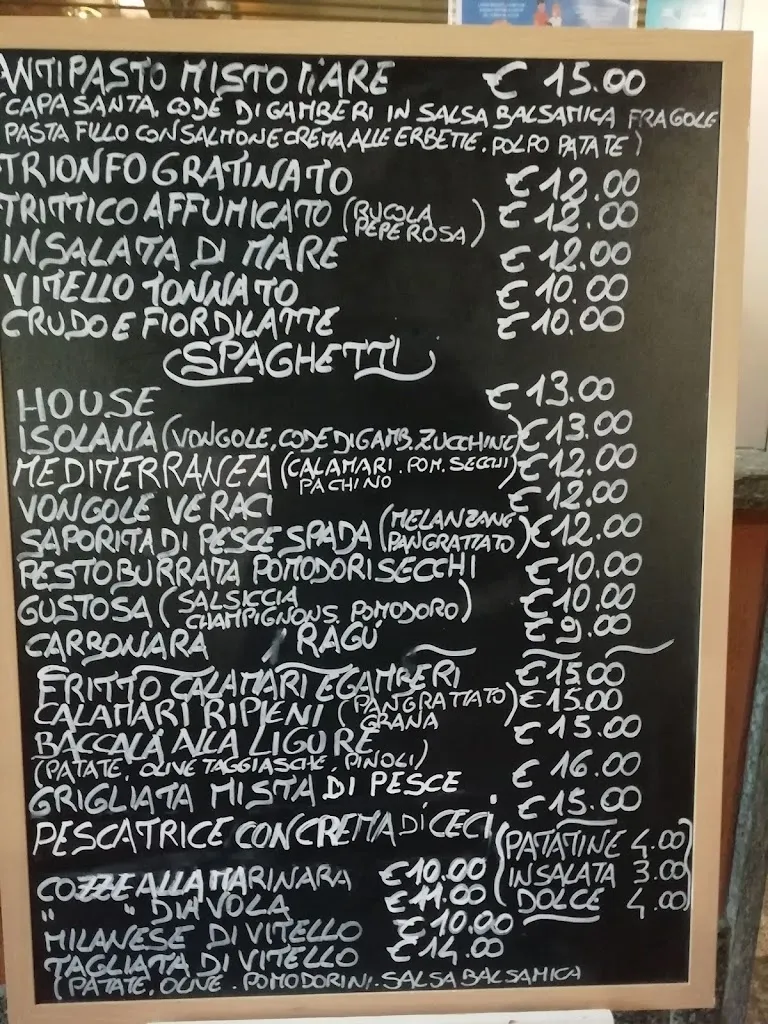 ANTIPASTO MISTO MARE € 15.00
(CAPASANTA, CODE DI GAMBERI IN SALSA BALSAMICA FRAGOLE
PASTA FILLO CON SALMONE CREMA ALLE ERBETTE, POLPO PATATE)
TRIONFO GRATINATO € 12.00
TRITTICO AFFUMICATO (RUCOLA PEPE ROSA) € 12.00
INSALATA DI MARE € 12.00
VITELLO TONNATO € 10.00
CRUDO E FIORDILATTE € 10.00
SPAGHETTI
HOUSE € 13.00
ISOLANA (VONGOLE, CODE DI GAMB. ZUCCHINE) € 13.00
MEDITERRANEA (CALAMARI. POM. SECCHI PACHINO) € 12.00
VONGOLE VERACI € 12.00
SAPORITA DI PESCE SPADA (MELANZANE PANGRATTATO) € 12.00
PESTO BURRATA POMODORI SECCHI € 10.00
GUSTOSA (SALSICCIA CHAMPIGNONS, POMODORO) € 10.00
CARBONARA / RAGÚ € 9.00
FRITTO CALAMARI E GAMBERI € 15.00
CALAMARI RIPIENI (PANGRATTATO GRANA) € 15.00
BACCALÁ ALLA LIGURE € 15.00
(PATATE, OLIVE TAGGIASCHE, PINOLI)
GRIGLIATA MISTA DI PESCE € 16.00
PESCATRICE CON CREMA DI CECI € 15.00
(PATATINE 4.00
INSALATA 3.00
DOLCE 4.00)
COZZE ALLA MARINARA € 10.00
" " DIAVOLA € 11.00
MILANESE DI VITELLO € 10.00
TAGLIATA DI VITELLO € 14.00
(PATATE, OLIVE. POMODORINI. SALSA BALSAMICA